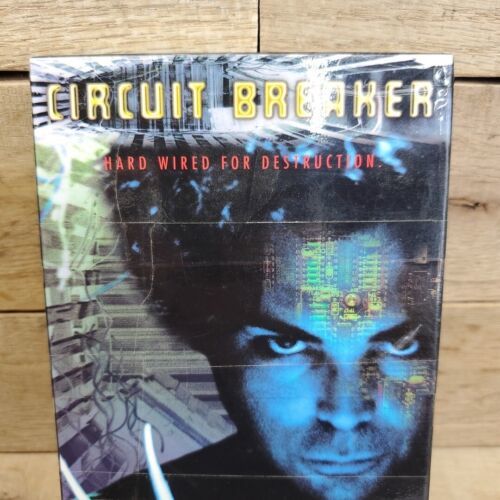 CIRCUIT BREAKER
HARD WIRED FOR DESTRUCTION.